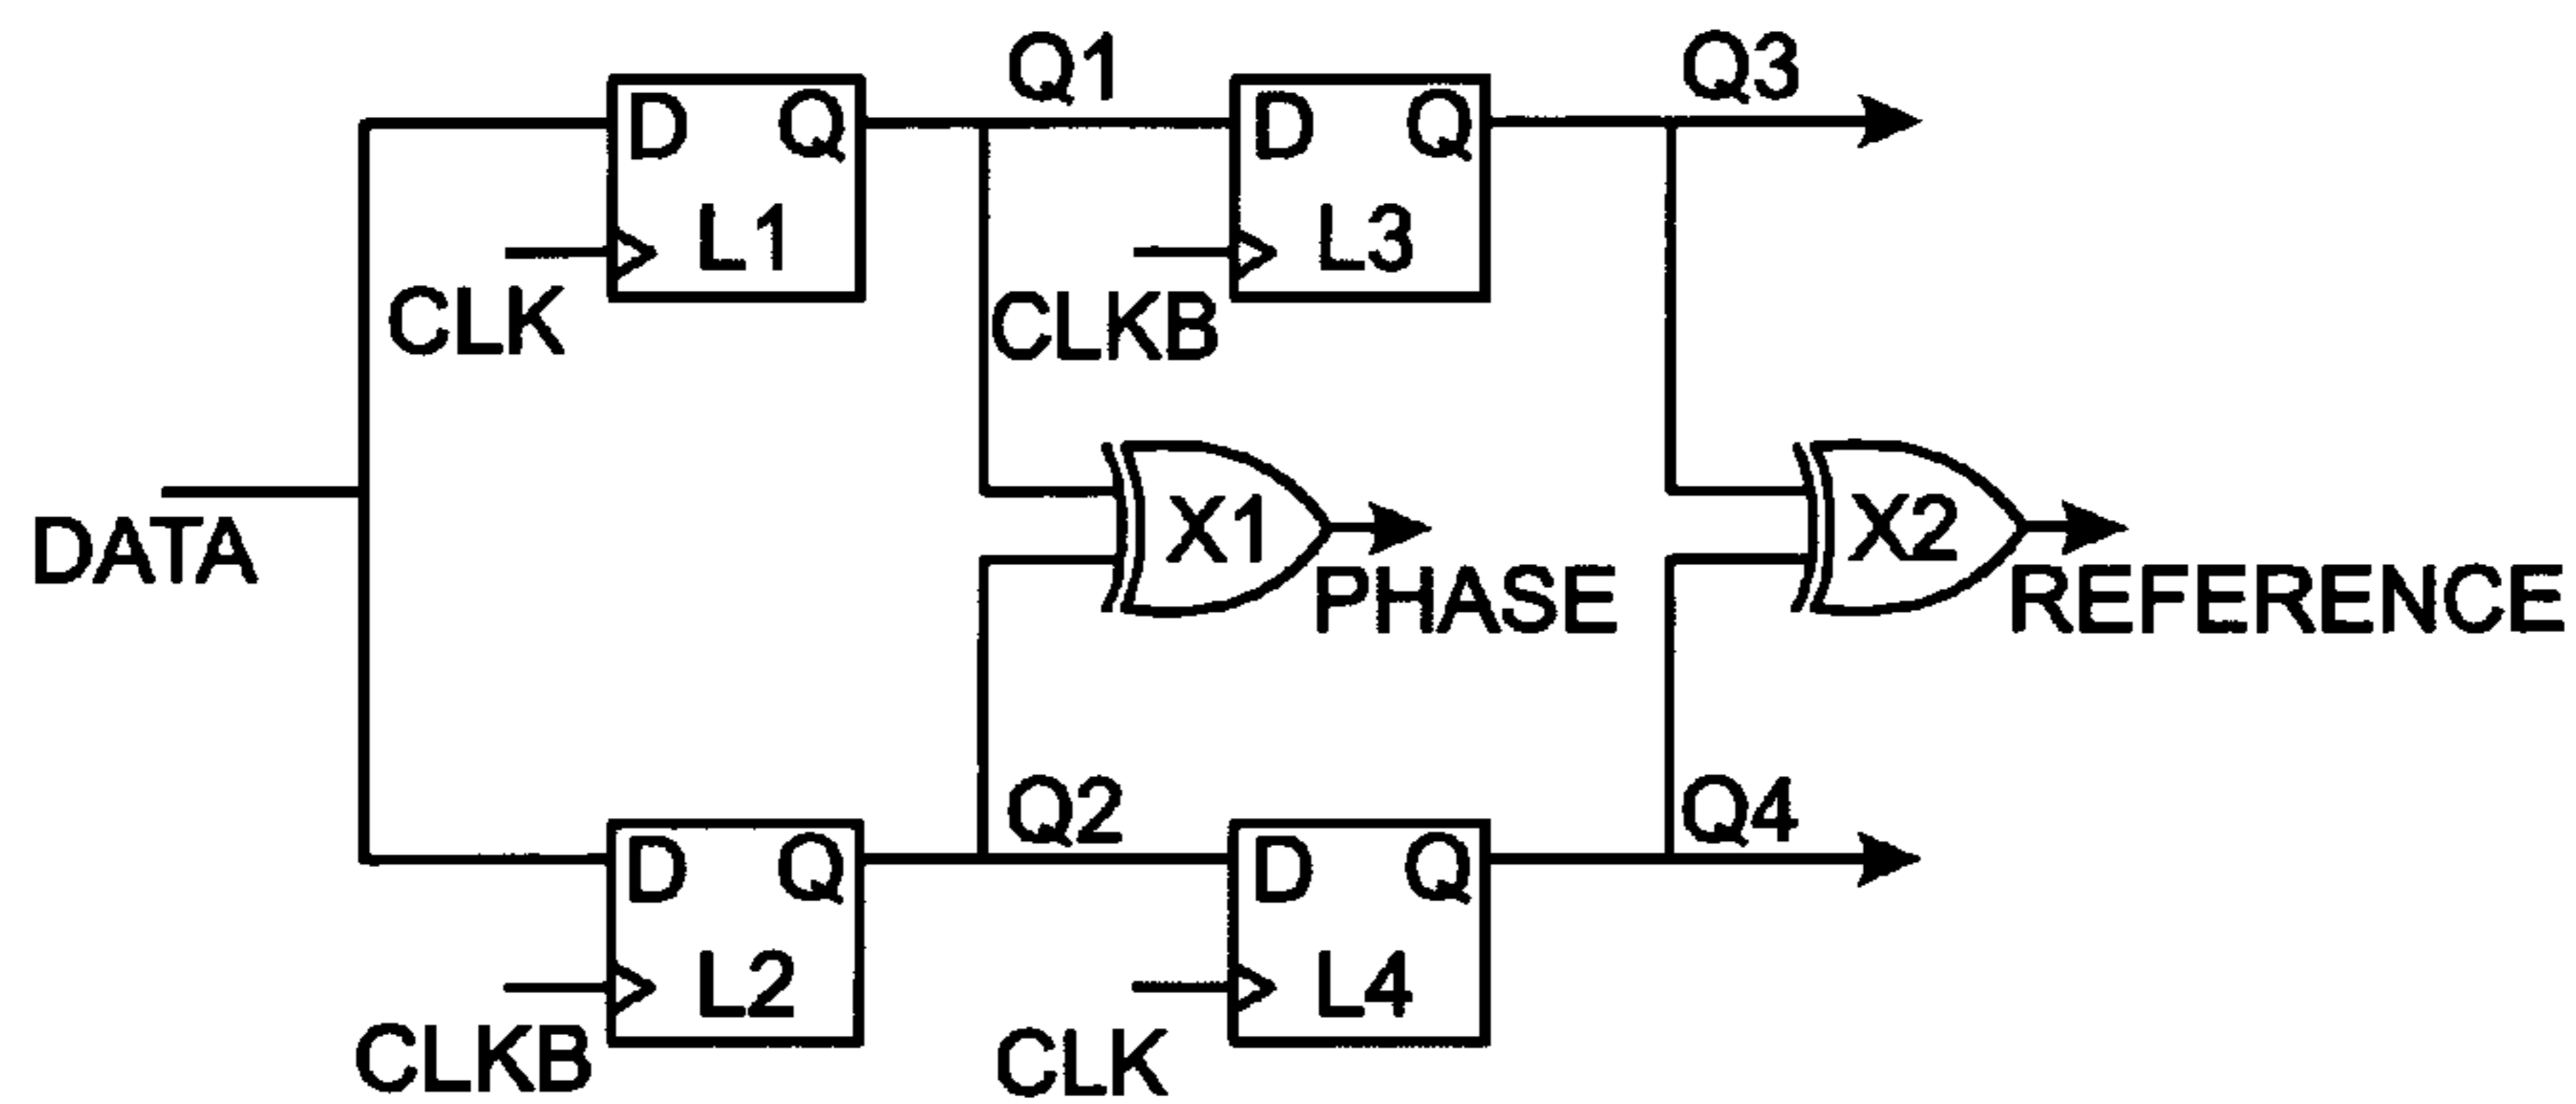 Q1
Q3
D Q
D Q
L1
L3
CLK
CLKB
X1
X2
DATA
PHASE
REFERENCE
Q2
Q4
D Q
D Q
L2
L4
CLKB
CLK